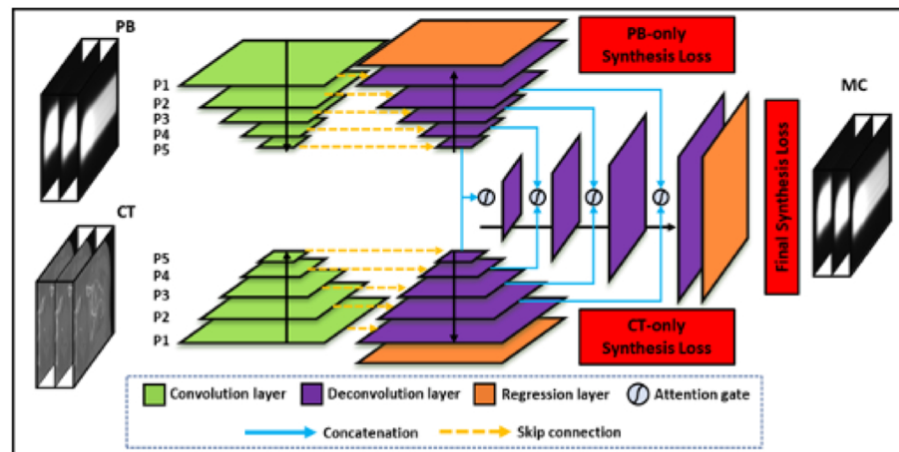 PB
P1
P2
P3
P4
P5
PB-only
Synthesis Loss
MC
Final Synthesis Loss
CT
P5
P4
P3
P2
P1
CT-only
Synthesis Loss
Convolution layer
Deconvolution layer
Regression layer
Attention gate
Concatenation
Skip connection